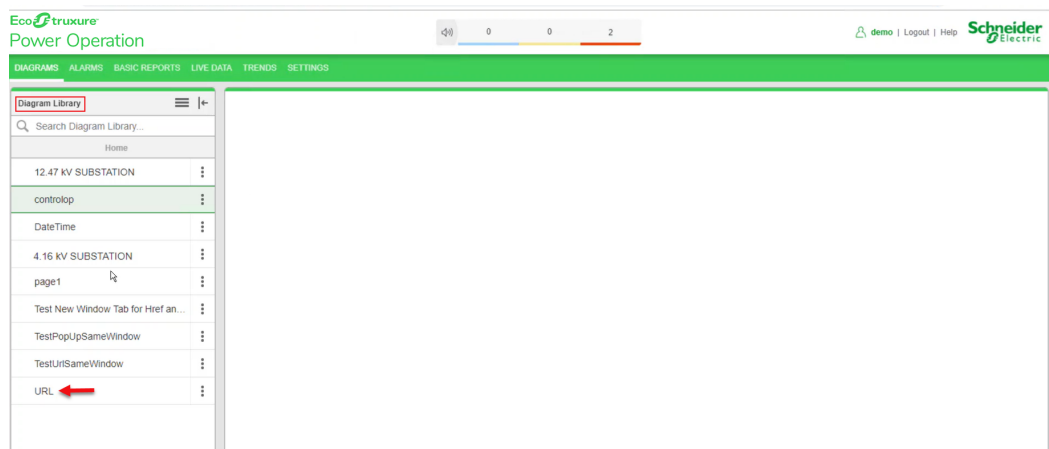 EcoStruxure
Power Operation
0 0 2
demo | Logout | Help
Schneider
Electric
DIAGRAMS ALARMS BASIC REPORTS LIVE DATA TRENDS SETTINGS
Diagram Library
Search Diagram Library...
Home
12.47 kV SUBSTATION
controlop
DateTime
4.16 kV SUBSTATION
page1
Test New Window Tab for Href an...
TestPopUpSameWindow
TestUrlSameWindow
URL